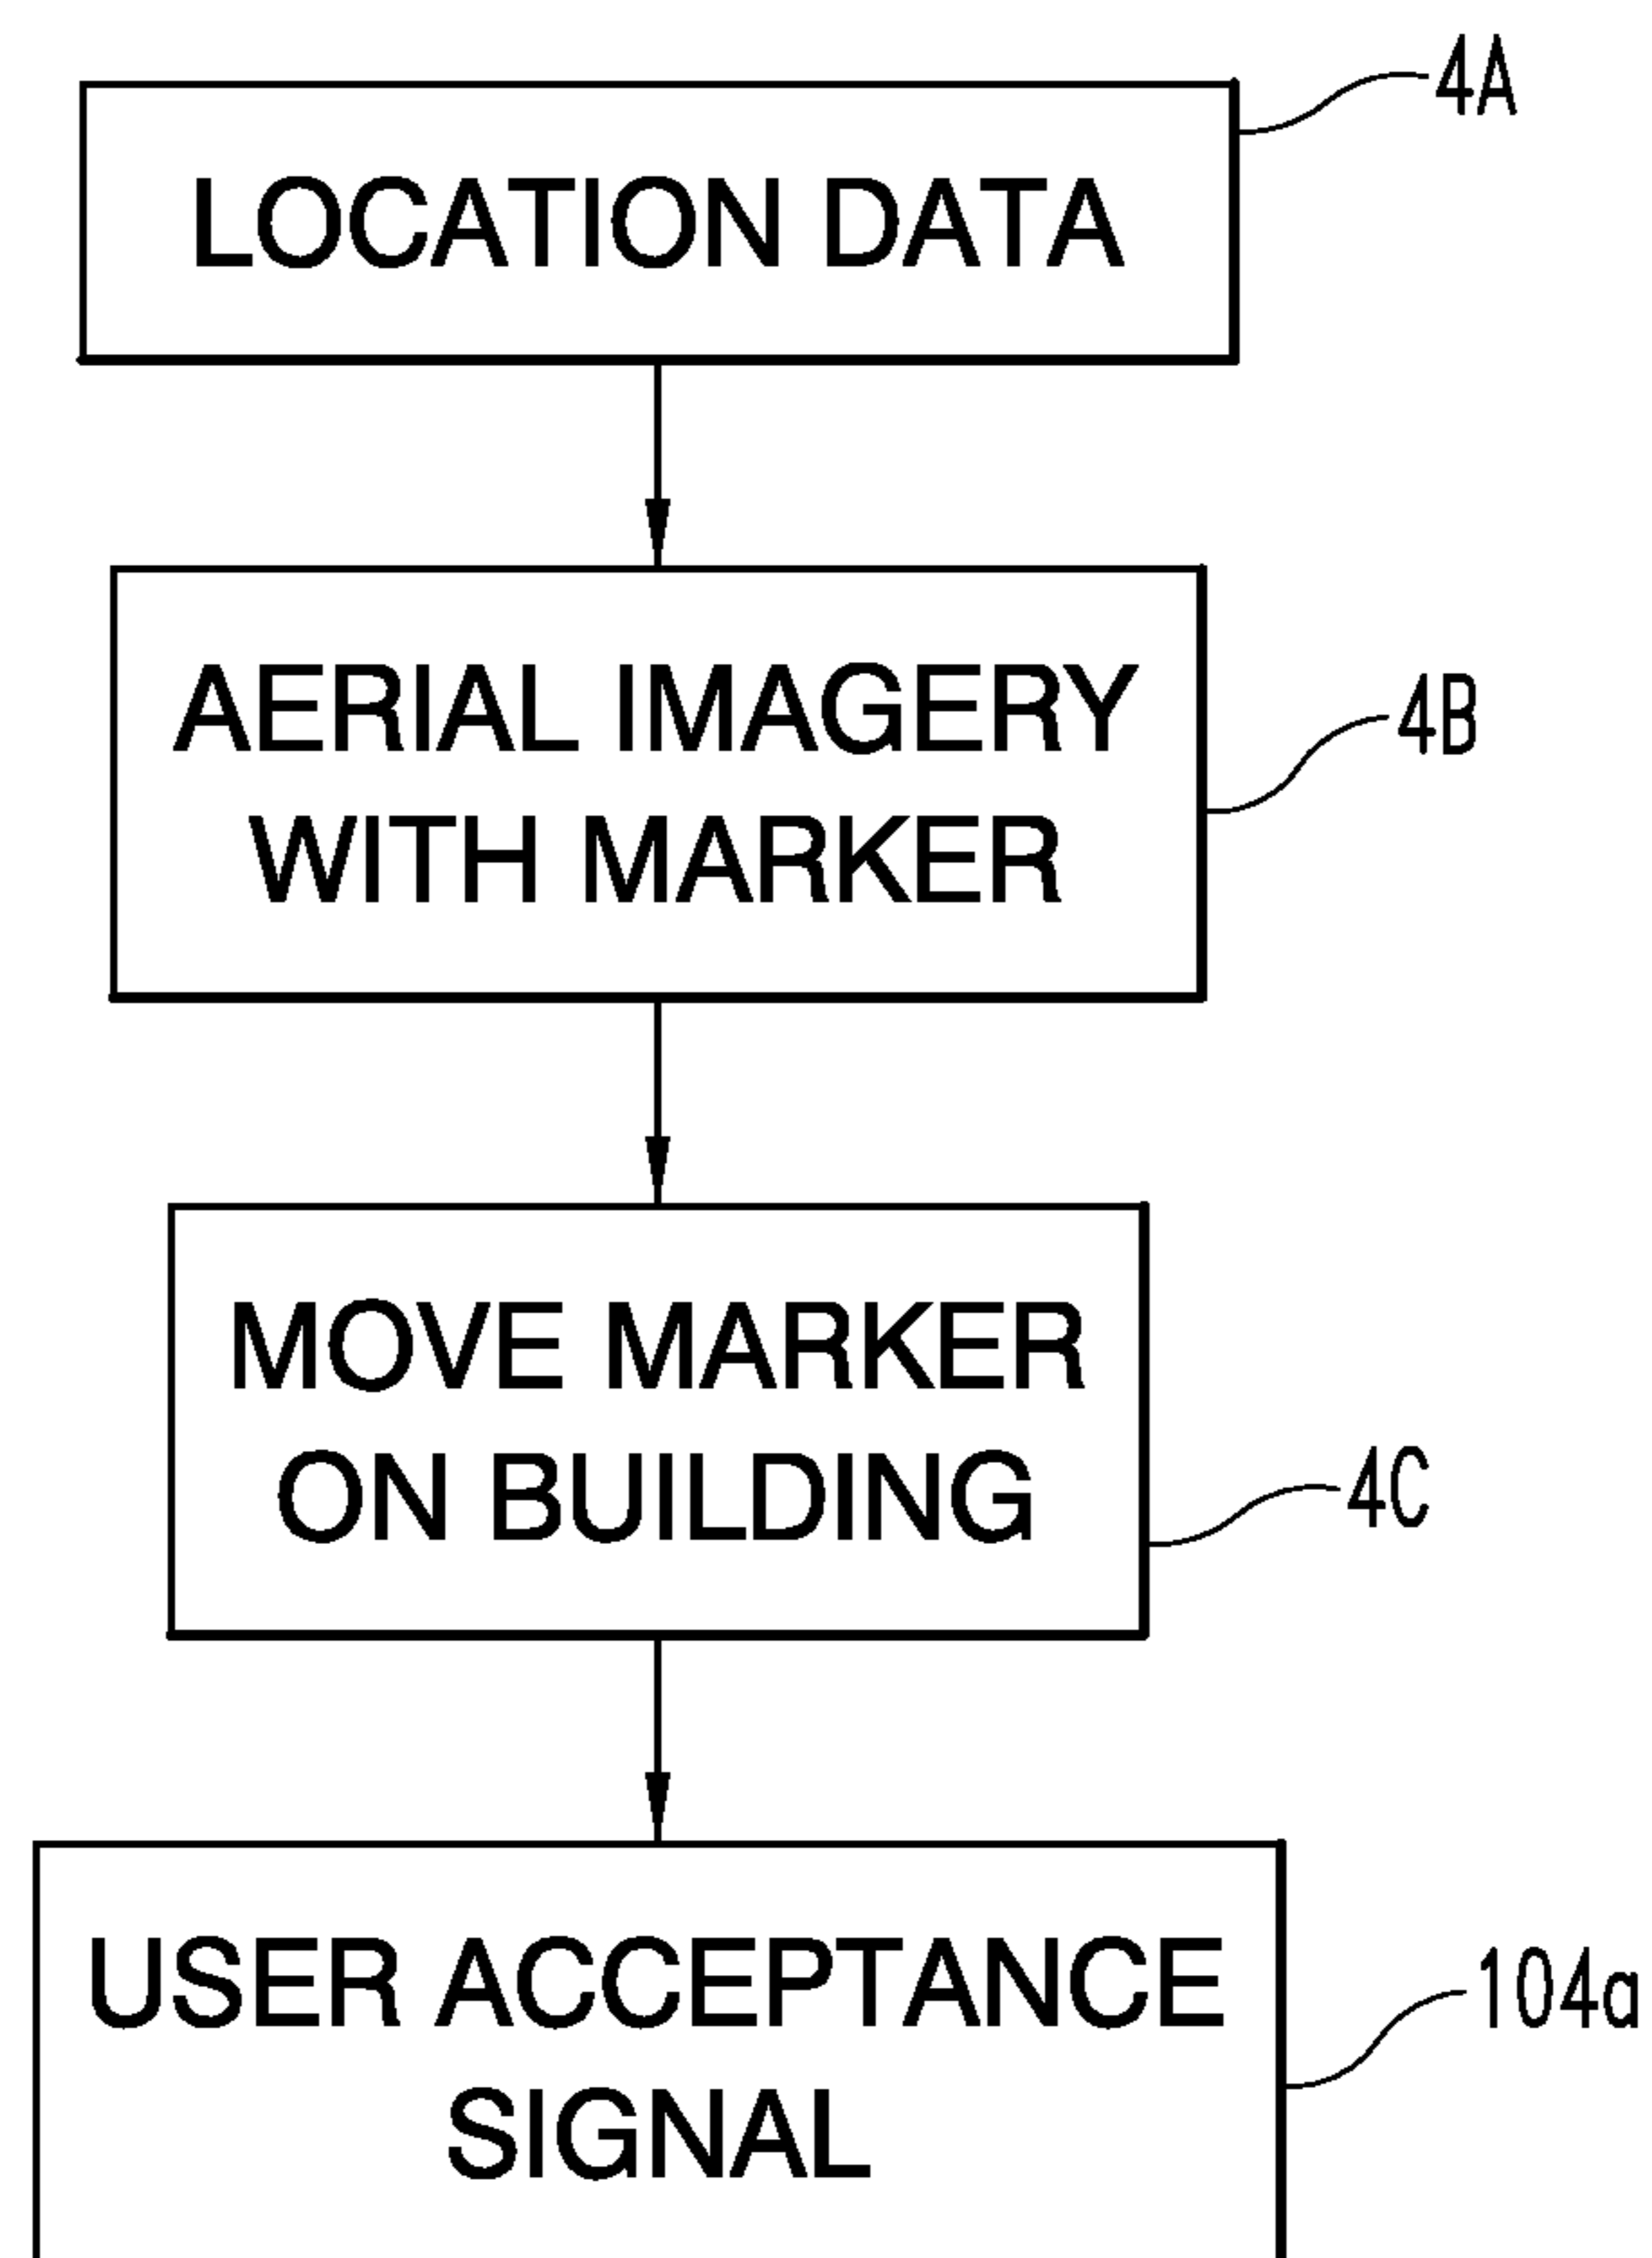 4A
LOCATION DATA
AERIAL IMAGERY
4B
WITH MARKER
MOVE MARKER
ON BUILDING
4C
USER ACCEPTANCE
104a
SIGNAL